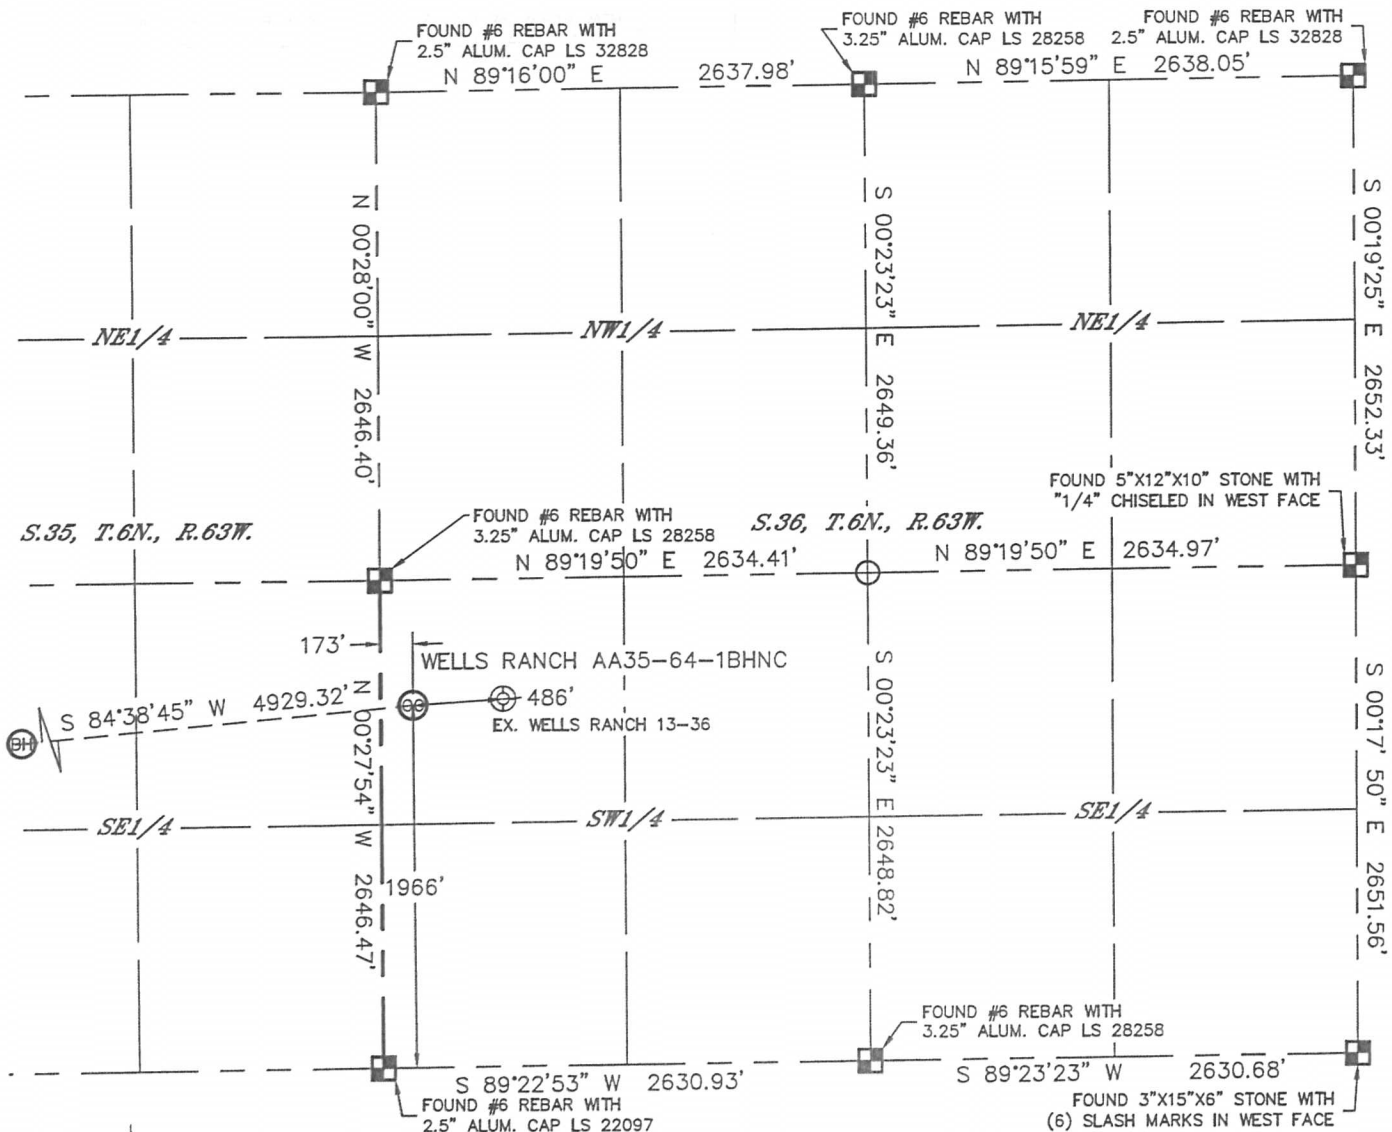 FOUND #6 REBAR WITH
2.5" ALUM. CAP LS 32828
FOUND #6 REBAR WITH
3.25" ALUM. CAP LS 28258
FOUND #6 REBAR WITH
2.5" ALUM. CAP LS 32828
N 89°16'00" E 2637.98'
N 89°15'59" E 2638.05'
N 00°28'00" W 2646.40'
S 00°23'23" E 2649.36'
S 00°19'25" E 2652.33'
NE1/4
NW1/4
NE1/4
FOUND 5"X12"X10" STONE WITH
"1/4" CHISELED IN WEST FACE
S.35, T.6N., R.63W.
FOUND #6 REBAR WITH
3.25" ALUM. CAP LS 28258
S.36, T.6N., R.63W.
N 89°19'50" E 2634.41'
N 89°19'50" E 2634.97'
173'
WELLS RANCH AA35-64-1BHNC
S 84°38'45" W 4929.32'
486'
EX. WELLS RANCH 13-36
BH
N 00°27'54" W 2646.47'
S 00°23'23" E 2648.82'
S 00°17' 50" E 2651.56'
SE1/4
SW1/4
SE1/4
1966'
FOUND #6 REBAR WITH
3.25" ALUM. CAP LS 28258
S 89°22'53" W 2630.93'
S 89°23'23" W 2630.68'
FOUND #6 REBAR WITH
2.5" ALUM. CAP LS 22097
FOUND 3"X15"X6" STONE WITH
(6) SLASH MARKS IN WEST FACE